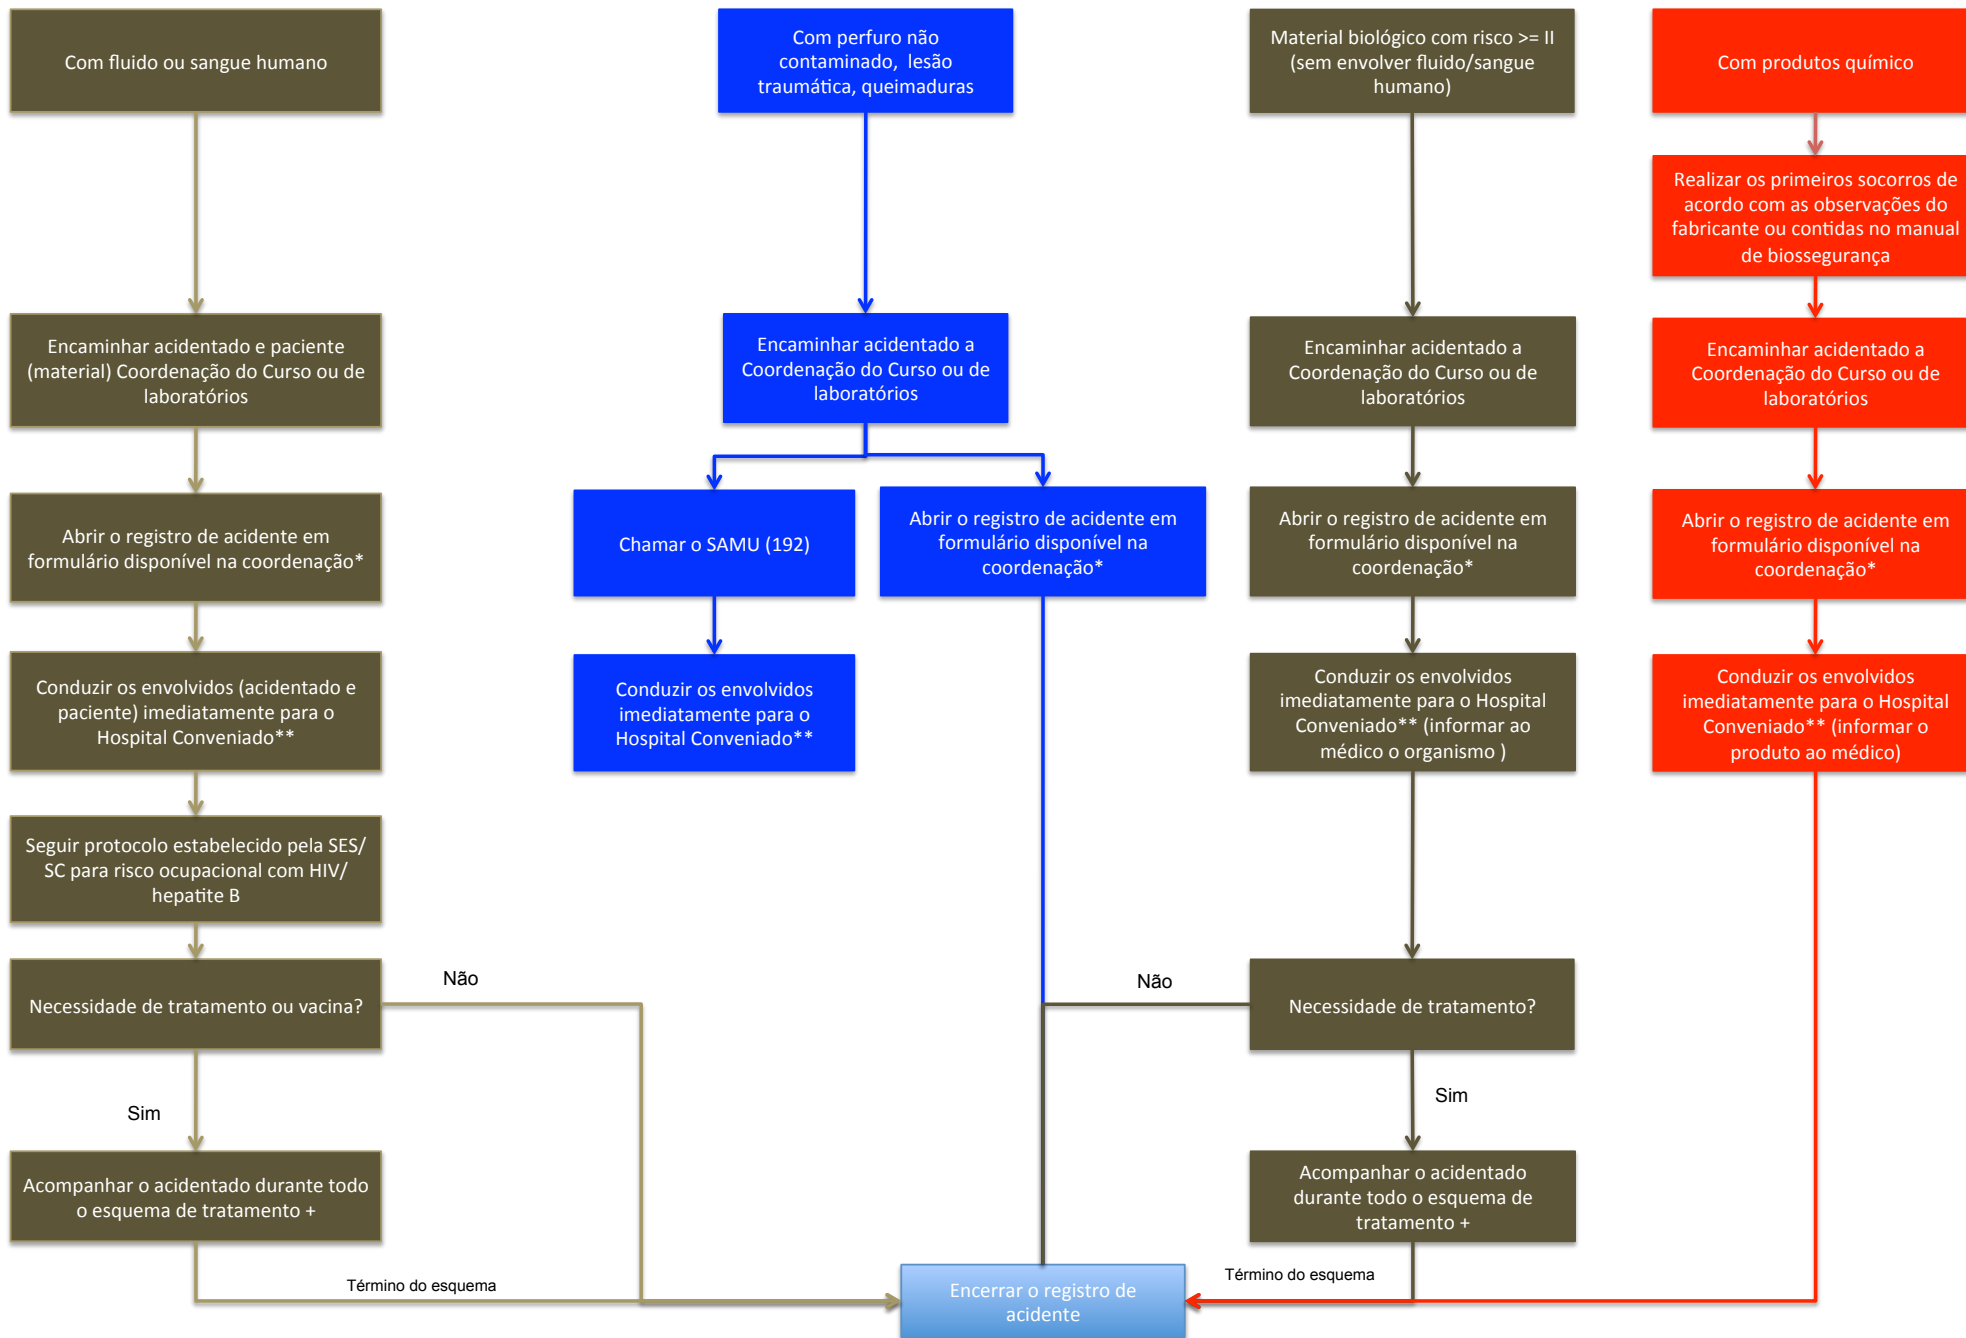 Com fluido ou sangue humano
Com perfuro não
contaminado, lesão
traumática, queimaduras
Material biológico com risco >= II
(sem envolver fluido/sangue
humano)
Com produtos químico
Realizar os primeiros socorros de
acordo com as observações do
fabricante ou contidas no manual
de biossegurança
Encaminhar acidentado e paciente
(material) Coordenação do Curso ou de
laboratórios
Encaminhar acidentado a
Coordenação do Curso ou de
laboratórios
Encaminhar acidentado a
Coordenação do Curso ou de
laboratórios
Encaminhar acidentado a
Coordenação do Curso ou de
laboratórios
Abrir o registro de acidente em
formulário disponível na coordenação*
Chamar o SAMU (192)
Abrir o registro de acidente em
formulário disponível na
coordenação*
Abrir o registro de acidente em
formulário disponível na
coordenação*
Abrir o registro de acidente em
formulário disponível na
coordenação*
Conduzir os envolvidos (acidentado e
paciente) imediatamente para o
Hospital Conveniado**
Conduzir os envolvidos
imediatamente para o
Hospital Conveniado**
Conduzir os envolvidos
imediatamente para o Hospital
Conveniado** (informar ao
médico o organismo )
Conduzir os envolvidos
imediatamente para o Hospital
Conveniado** (informar o
produto ao médico)
Seguir protocolo estabelecido pela SES/
SC para risco ocupacional com HIV/
hepatite B
Necessidade de tratamento ou vacina?
Não
Não
Necessidade de tratamento?
Sim
Sim
Acompanhar o acidentado durante todo
o esquema de tratamento +
Acompanhar o acidentado
durante todo o esquema de
tratamento +
Término do esquema
Encerrar o registro de
acidente
Término do esquema